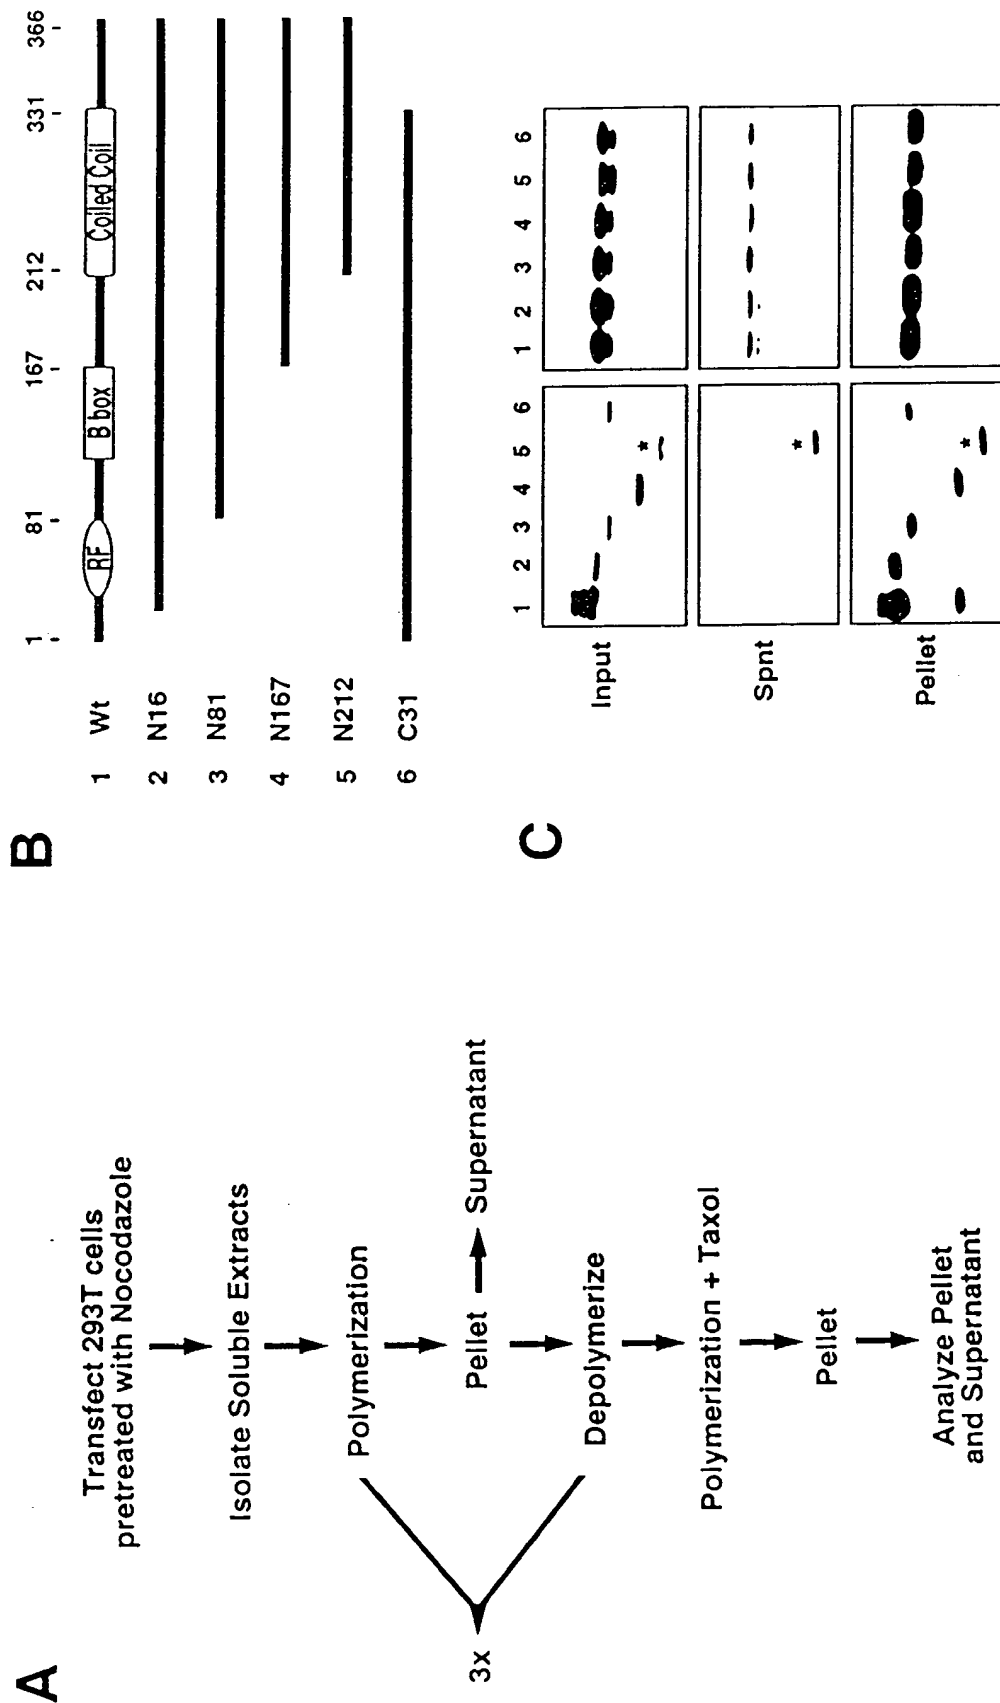 A
Transfect 293T cells
pretreated with Nocodazole
Isolate Soluble Extracts
Polymerization
Pellet
Supernatant
3x
Depolymerize
Polymerization + Taxol
Pellet
Analyze Pellet
and Supernatant
B
1 81 167 212 331 366
1 Wt RF B box Coiled Coil
2 N16
3 N81
4 N167
5 N212
6 C31
C
1 2 3 4 5 6 1 2 3 4 5 6
Input *
Spnt *
Pellet *